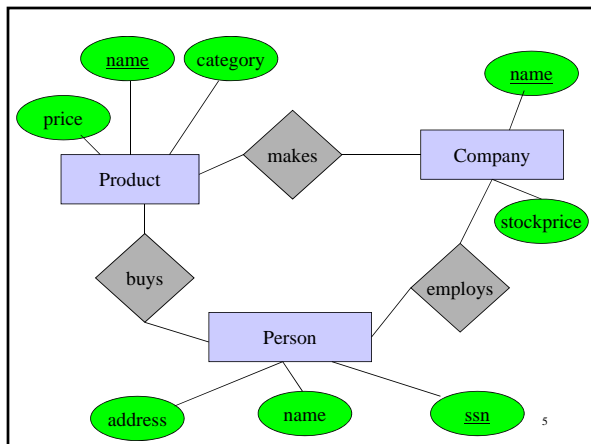 name
category
name
price
makes
Company
Product
stockprice
buys
employs
Person
address
name
ssn
5